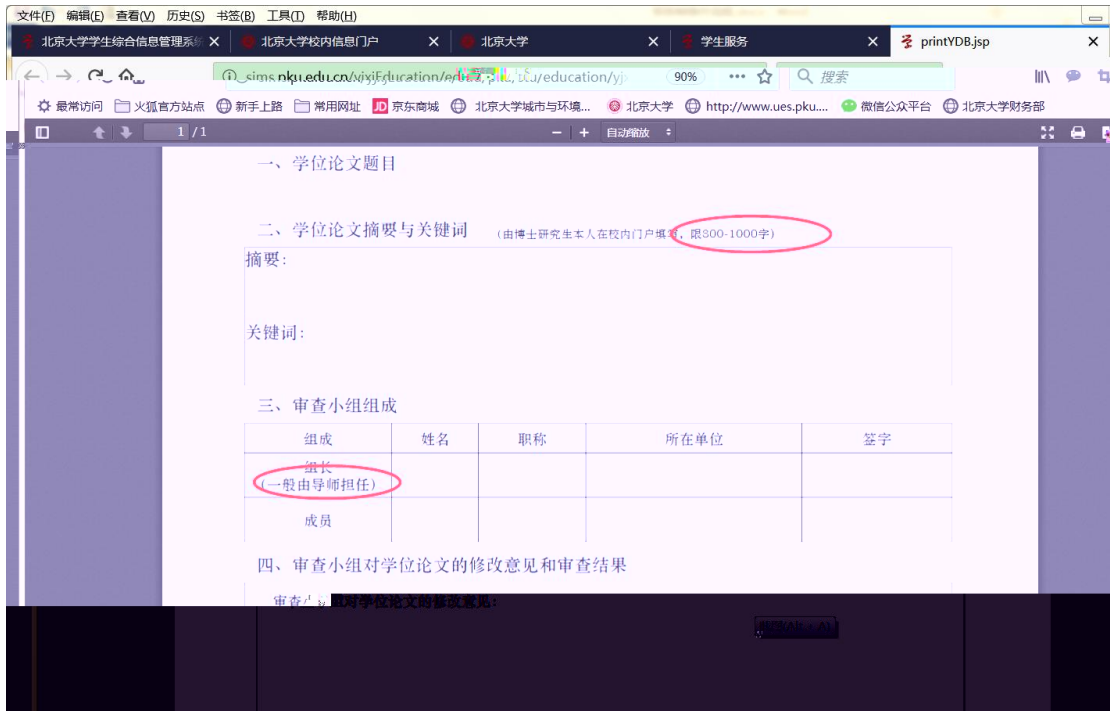 文件(F) 编辑(E) 查看(V) 历史(S) 书签(B) 工具(T) 帮助(H)
北京大学学生综合信息管理系统 北京大学校内信息门户 北京大学 学生服务 printYDB.jsp
sims.pku.edu.cn 90% 搜索
最常访问 火狐官方站点 新手上路 常用网址 JD 京东商城 北京大学城市与环境... 北京大学 http://www.ues.pku.... 微信公众平台 北京大学财务部
1 / 1 自动缩放
一、学位论文题目
二、学位论文摘要与关键词 (由博士研究生本人在校内门户填写,限800-1000字)
摘要:
关键词:
三、审查小组组成
组成 姓名 职称 所在单位 签字
组长
(一般由导师担任)
成员
四、审查小组对学位论文的修改意见和审查结果
审查小组对学位论文的修改意见: